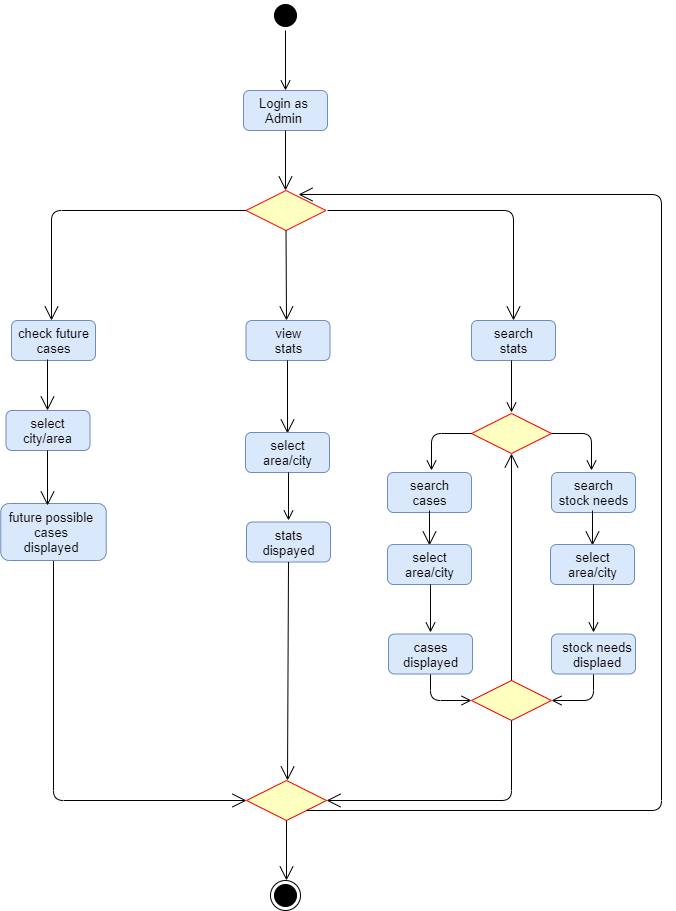 Login as
Admin
check future
cases
view
stats
search
stats
select
city/area
select
area/city
search
cases
search
stock needs
future possible
cases
displayed
stats
dispayed
select
area/city
select
area/city
cases
displayed
stock needs
displaed